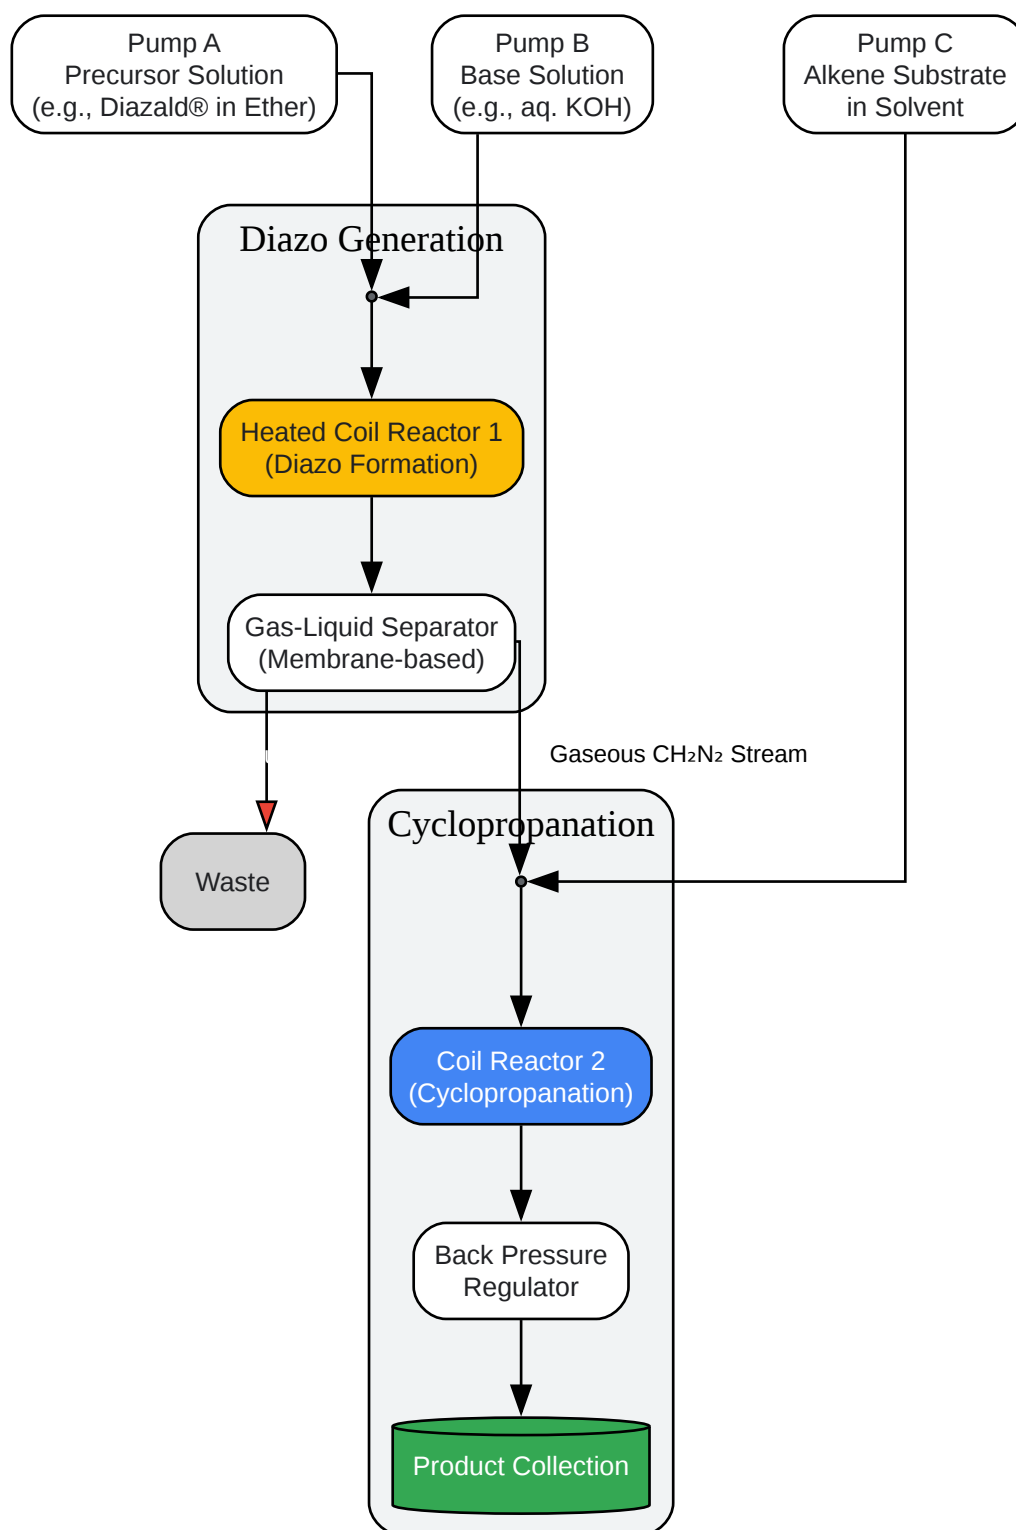 Pump A
Precursor Solution
(e.g., Diazald® in Ether)
Pump B
Base Solution
(e.g., aq. KOH)
Pump C
Alkene Substrate
in Solvent
Diazo Generation
Heated Coil Reactor 1
(Diazo Formation)
Gas-Liquid Separator
(Membrane-based)
Gaseous CH₂N₂ Stream
Cyclopropanation
Waste
Coil Reactor 2
(Cyclopropanation)
Back Pressure
Regulator
Product Collection